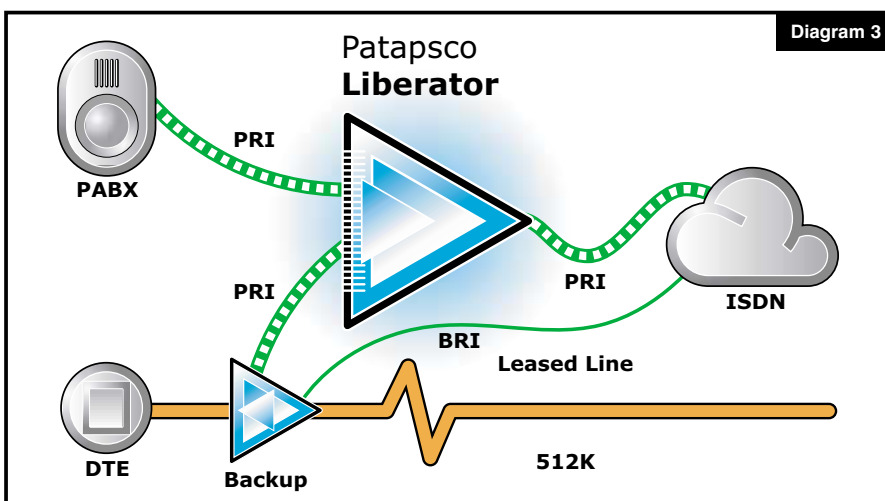 Diagram 3
Patapsco
Liberator
PRI
PABX
PRI
PRI
ISDN
BRI
Leased Line
DTE
Backup
512K